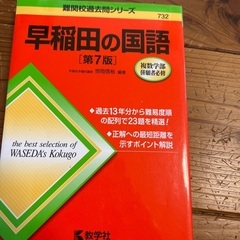 難関校過去問シリーズ
732
早稲田の国語
[第7版]
複数学部
併願者必修
●過去13年分から難易度順
の配列で23題を精選!
●正解への最短距離を
示すポイント解説
the best selection of
WASEDA's Kokugo
教学社